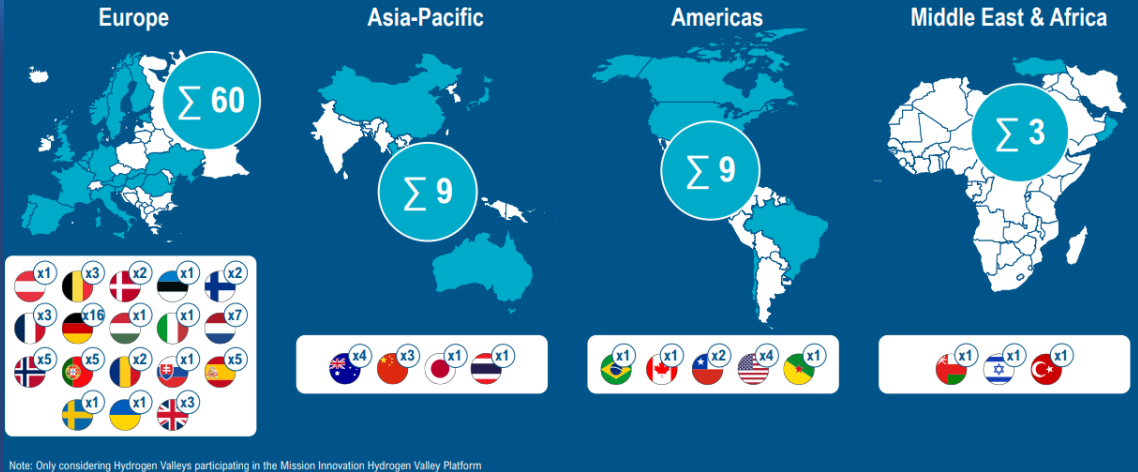 Europe
Asia-Pacific
Americas
Middle East & Africa
∑ 60
∑ 9
∑ 9
∑ 3
x1 x3 x2 x1 x2
x3 x16 x1 x1 x7
x5 x5 x2 x1 x5
x1 x1 x3
x4 x3 x1 x1
x1 x1 x2 x4 x1
x1 x1 x1
Note: Only considering Hydrogen Valleys participating in the Mission Innovation Hydrogen Valley Platform